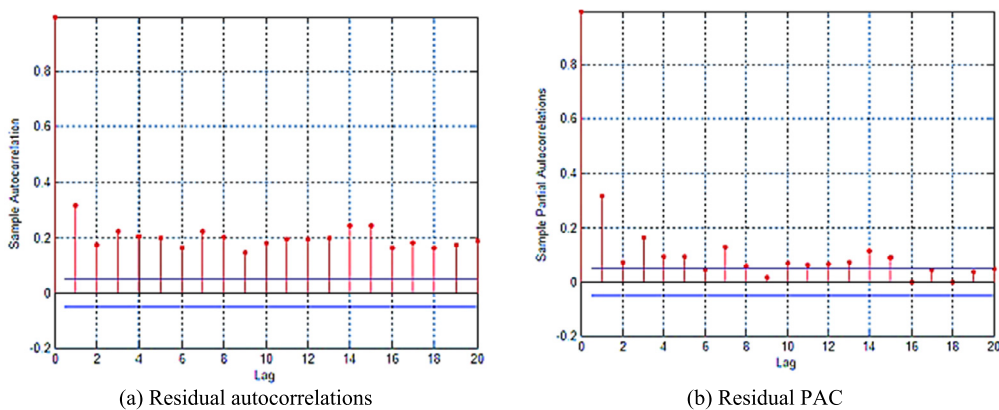 Sample Autocorrelation
0.8
0.6
0.4
0.2
0
-0.2
0 2 4 6 8 10 12 14 16 18 20
Lag
(a) Residual autocorrelations
Sample Partial Autocorrelations
0.8
0.6
0.4
0.2
0
-0.2
0 2 4 6 8 10 12 14 16 18 20
Lag
(b) Residual PAC